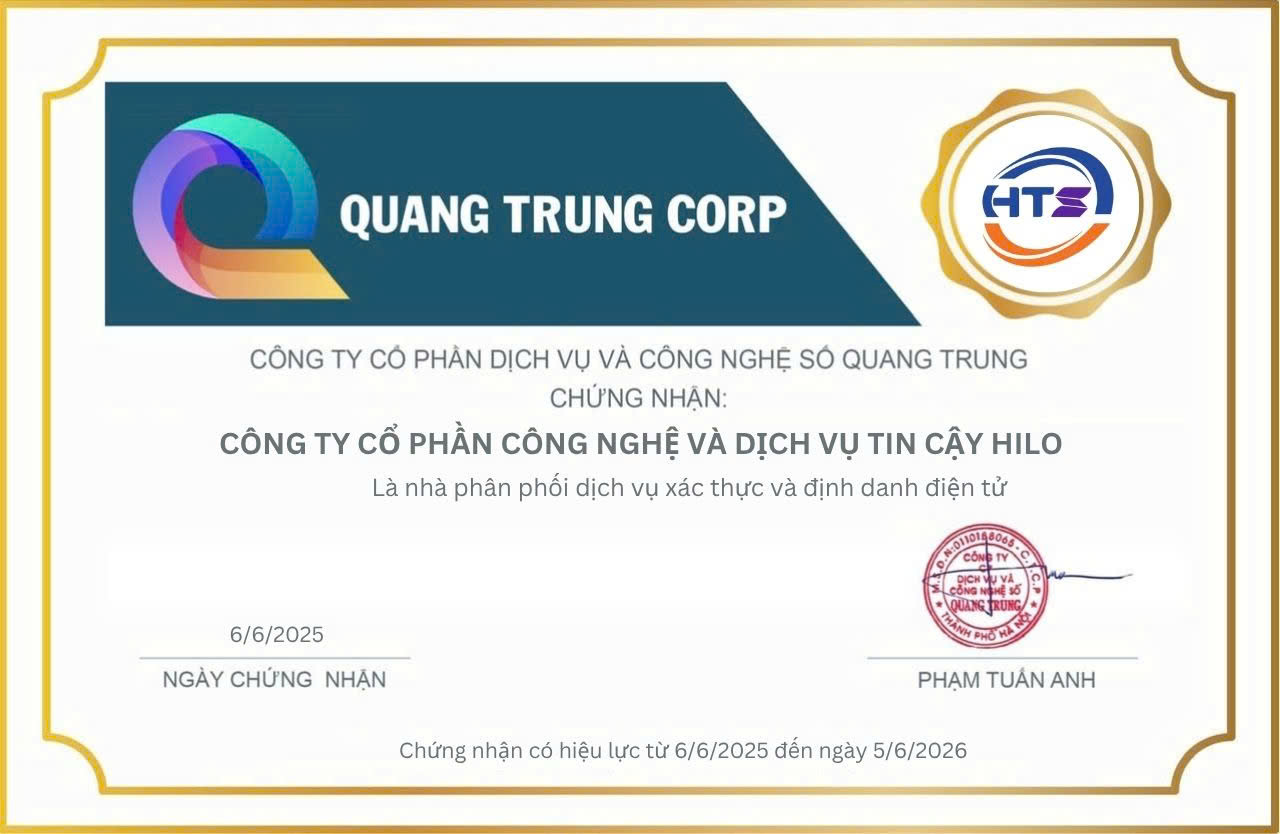 QUANG TRUNG CORP
HTS
CÔNG TY CỔ PHẦN DỊCH VỤ VÀ CÔNG NGHỆ SỐ QUANG TRUNG
CHỨNG NHẬN:
CÔNG TY CỔ PHẦN CÔNG NGHỆ VÀ DỊCH VỤ TIN CẬY HILO
Là nhà phân phối dịch vụ xác thực và định danh điện tử
M.S.D.N:0110188065-C.T.C.P
CÔNG TY
CP
DỊCH VỤ VÀ
CÔNG NGHỆ SỐ
QUANG TRUNG
THÀNH PHỐ HÀ NỘI
6/6/2025
NGÀY CHỨNG NHẬN
PHẠM TUẤN ANH
Chứng nhận có hiệu lực từ 6/6/2025 đến ngày 5/6/2026